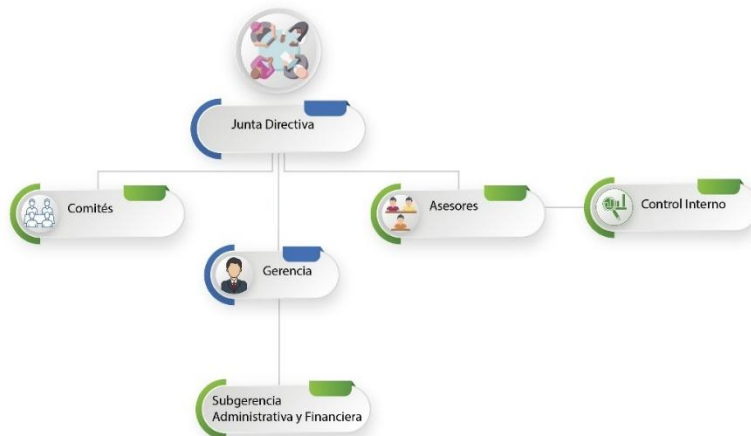 Junta Directiva
Comités
Asesores
Control Interno
Gerencia
Subgerencia
Administrativa y Financiera